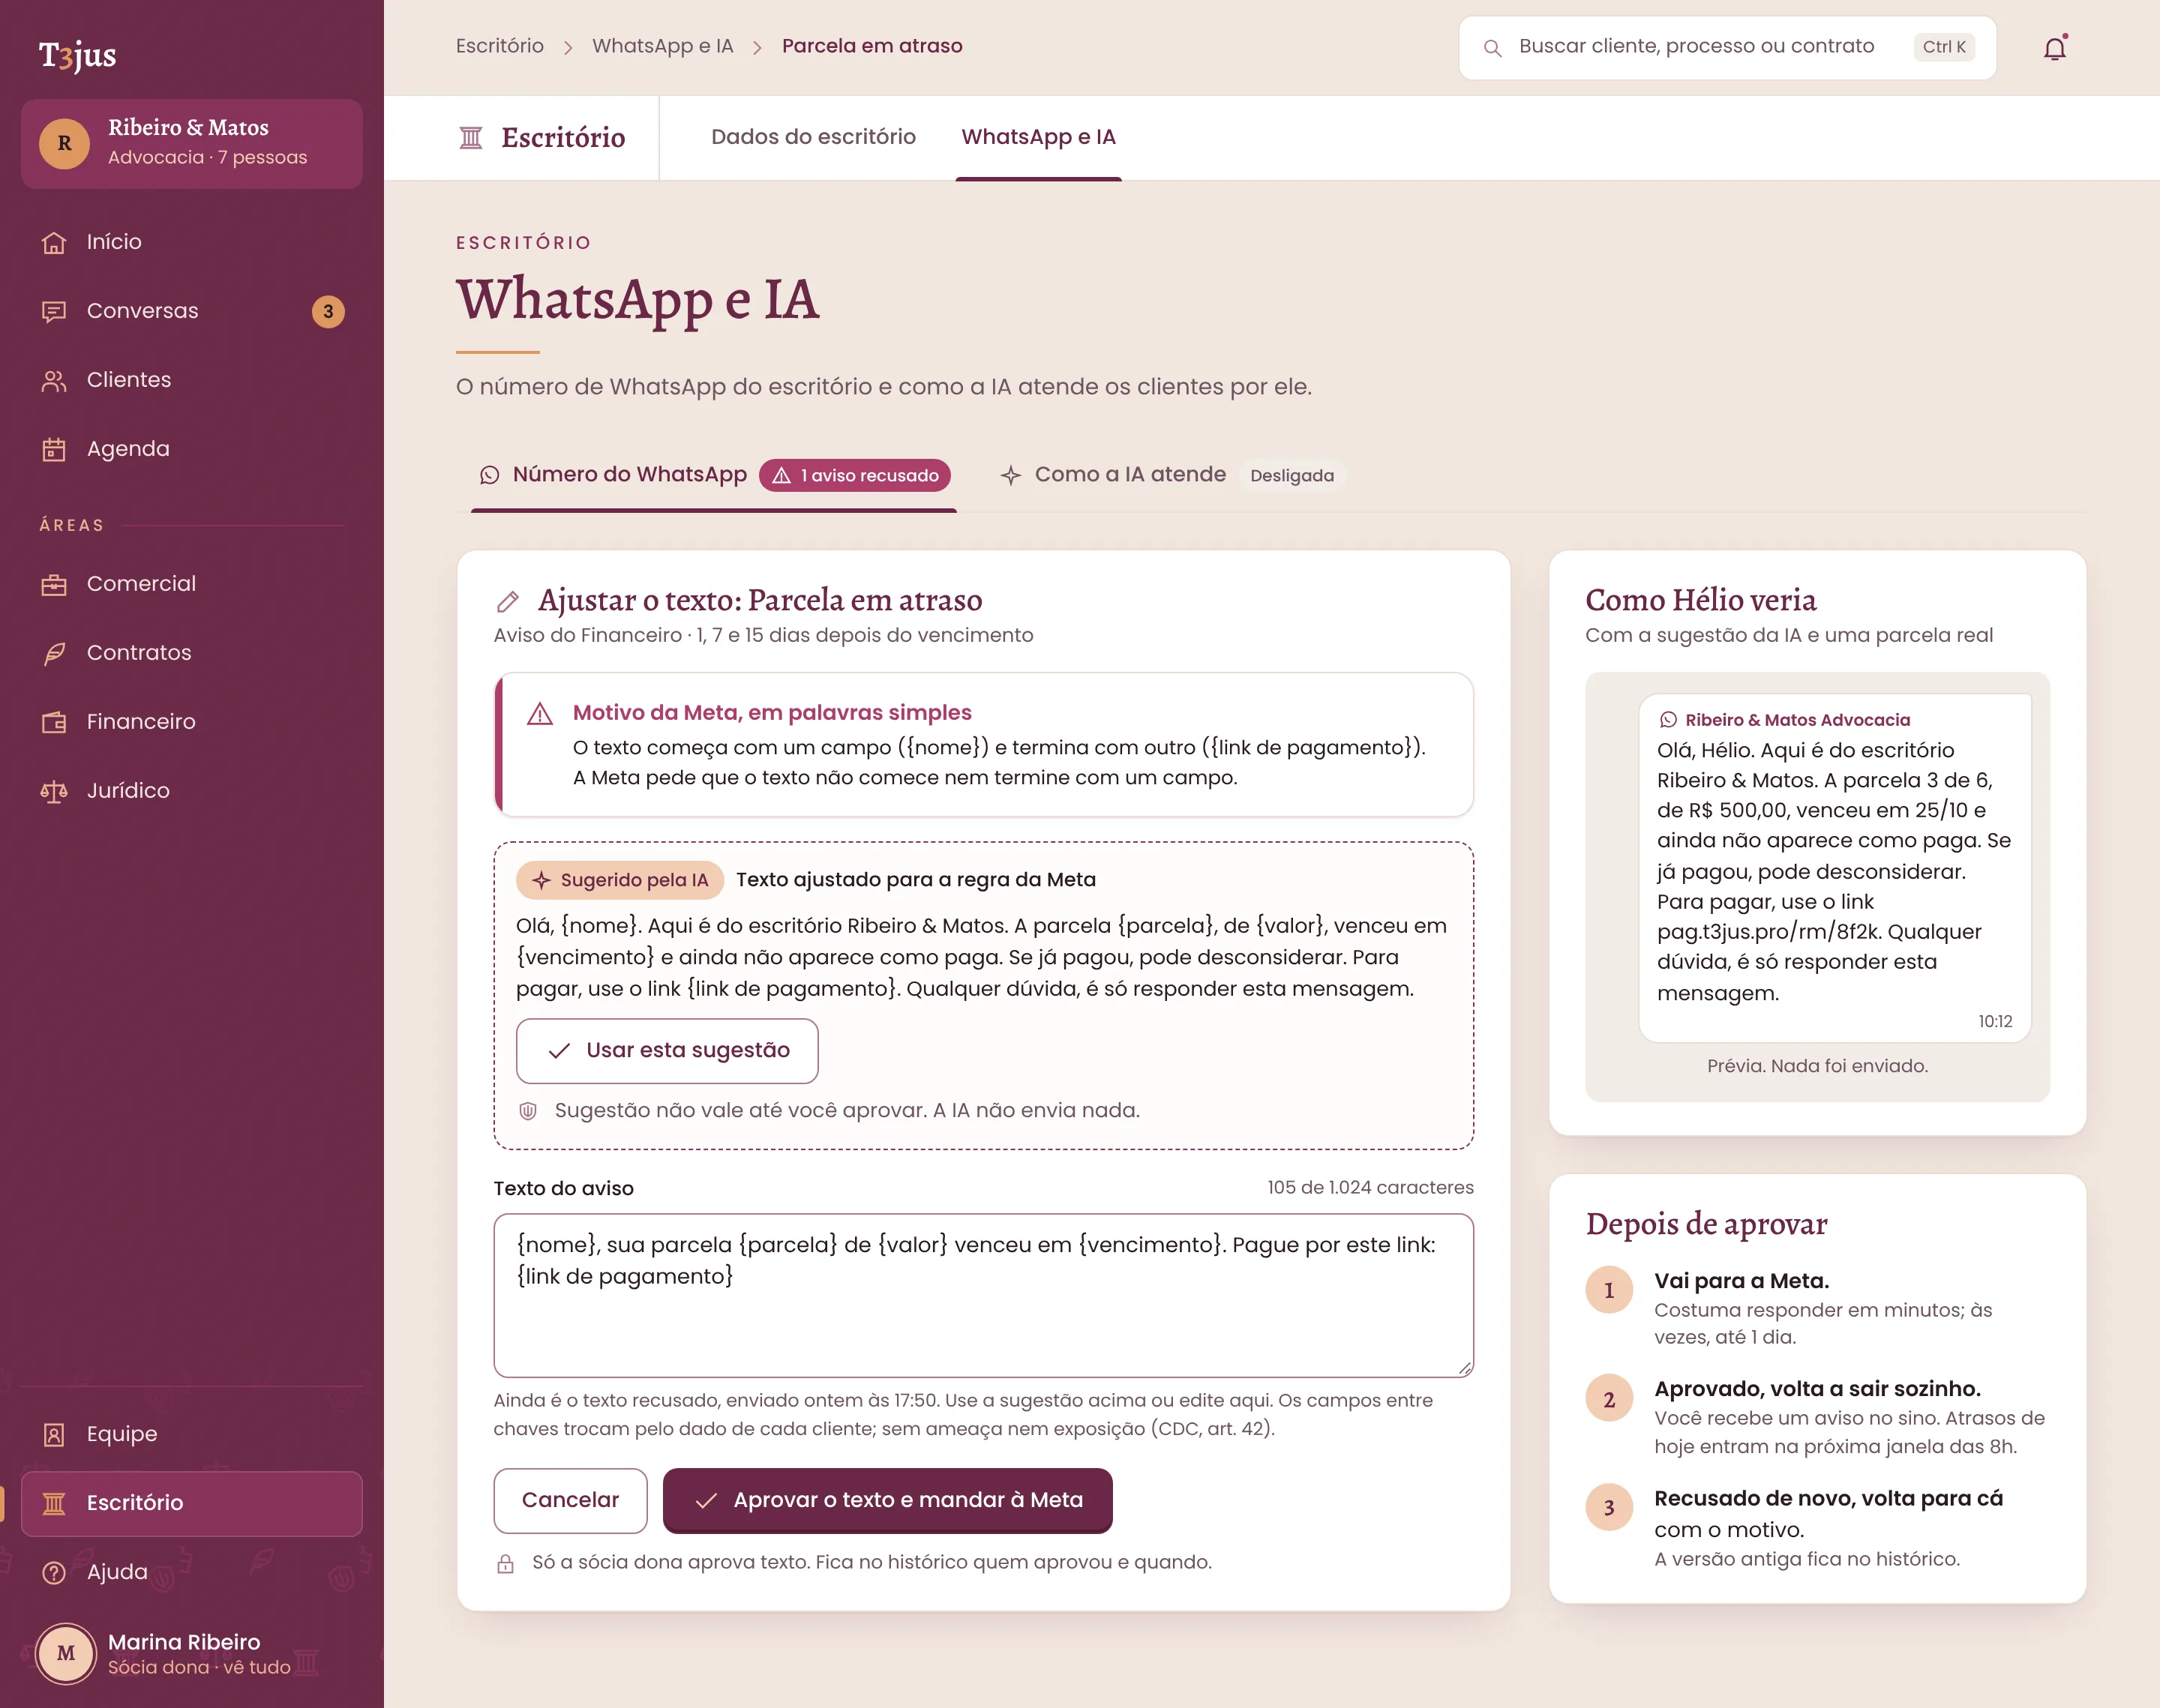 T3jus
R
Ribeiro & Matos
Advocacia · 7 pessoas
Início
Conversas
3
Clientes
Agenda
ÁREAS
Comercial
Contratos
Financeiro
Jurídico
Equipe
Escritório
Ajuda
M
Marina Ribeiro
Sócia dona · vê tudo
Escritório
WhatsApp e IA
Parcela em atraso
Buscar cliente, processo ou contrato
Ctrl K
Escritório
Dados do escritório
WhatsApp e IA
ESCRITÓRIO
WhatsApp e IA
O número de WhatsApp do escritório e como a IA atende os clientes por ele.
Número do WhatsApp
1 aviso recusado
Como a IA atende
Desligada
Ajustar o texto: Parcela em atraso
Aviso do Financeiro · 1, 7 e 15 dias depois do vencimento
Motivo da Meta, em palavras simples
O texto começa com um campo ({nome}) e termina com outro ({link de pagamento}).
A Meta pede que o texto não comece nem termine com um campo.
Sugerido pela IA
Texto ajustado para a regra da Meta
Olá, {nome}. Aqui é do escritório Ribeiro & Matos. A parcela {parcela}, de {valor}, venceu em
{vencimento} e ainda não aparece como paga. Se já pagou, pode desconsiderar. Para
pagar, use o link {link de pagamento}. Qualquer dúvida, é só responder esta mensagem.
Usar esta sugestão
Sugestão não vale até você aprovar. A IA não envia nada.
Texto do aviso
105 de 1.024 caracteres
{nome}, sua parcela {parcela} de {valor} venceu em {vencimento}. Pague por este link:
{link de pagamento}
Ainda é o texto recusado, enviado ontem às 17:50. Use a sugestão acima ou edite aqui. Os campos entre
chaves trocam pelo dado de cada cliente; sem ameaça nem exposição (CDC, art. 42).
Cancelar
Aprovar o texto e mandar à Meta
Só a sócia dona aprova texto. Fica no histórico quem aprovou e quando.
Como Hélio veria
Com a sugestão da IA e uma parcela real
Ribeiro & Matos Advocacia
Olá, Hélio. Aqui é do escritório
Ribeiro & Matos. A parcela 3 de 6,
de R$ 500,00, venceu em 25/10 e
ainda não aparece como paga. Se
já pagou, pode desconsiderar.
Para pagar, use o link
pag.t3jus.pro/rm/8f2k. Qualquer
dúvida, é só responder esta
mensagem.
10:12
Prévia. Nada foi enviado.
Depois de aprovar
1
Vai para a Meta.
Costuma responder em minutos; às
vezes, até 1 dia.
2
Aprovado, volta a sair sozinho.
Você recebe um aviso no sino. Atrasos de
hoje entram na próxima janela das 8h.
3
Recusado de novo, volta para cá
com o motivo.
A versão antiga fica no histórico.